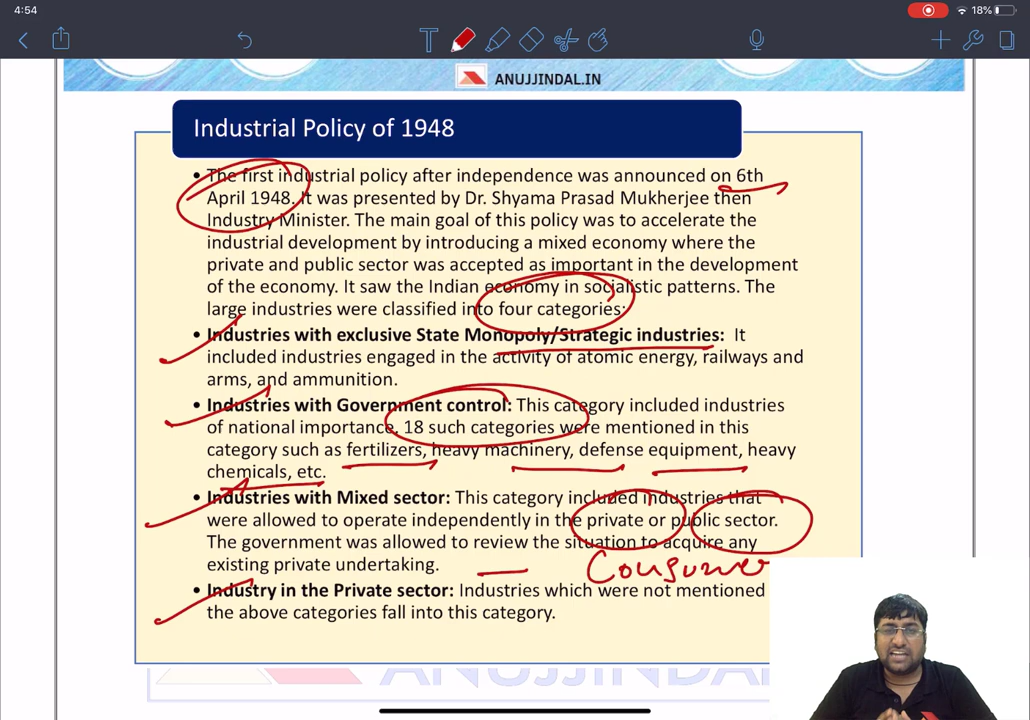 4:54
18%
ANUJJINDAL.IN
Industrial Policy of 1948
• The first industrial policy after independence was announced on 6th
April 1948. It was presented by Dr. Shyama Prasad Mukherjee then
Industry Minister. The main goal of this policy was to accelerate the
industrial development by introducing a mixed economy where the
private and public sector was accepted as important in the development
of the economy. It saw the Indian economy in socialistic patterns. The
large industries were classified into four categories:
• Industries with exclusive State Monopoly/Strategic industries: It
included industries engaged in the activity of atomic energy, railways and
arms, and ammunition.
• Industries with Government control: This category included industries
of national importance. 18 such categories were mentioned in this
category such as fertilizers, heavy machinery, defense equipment, heavy
chemicals, etc.
• Industries with Mixed sector: This category included industries that
were allowed to operate independently in the private or public sector.
The government was allowed to review the situation to acquire any
existing private undertaking.
Consumer
• Industry in the Private sector: Industries which were not mentioned
the above categories fall into this category.
ANUJJINDAL